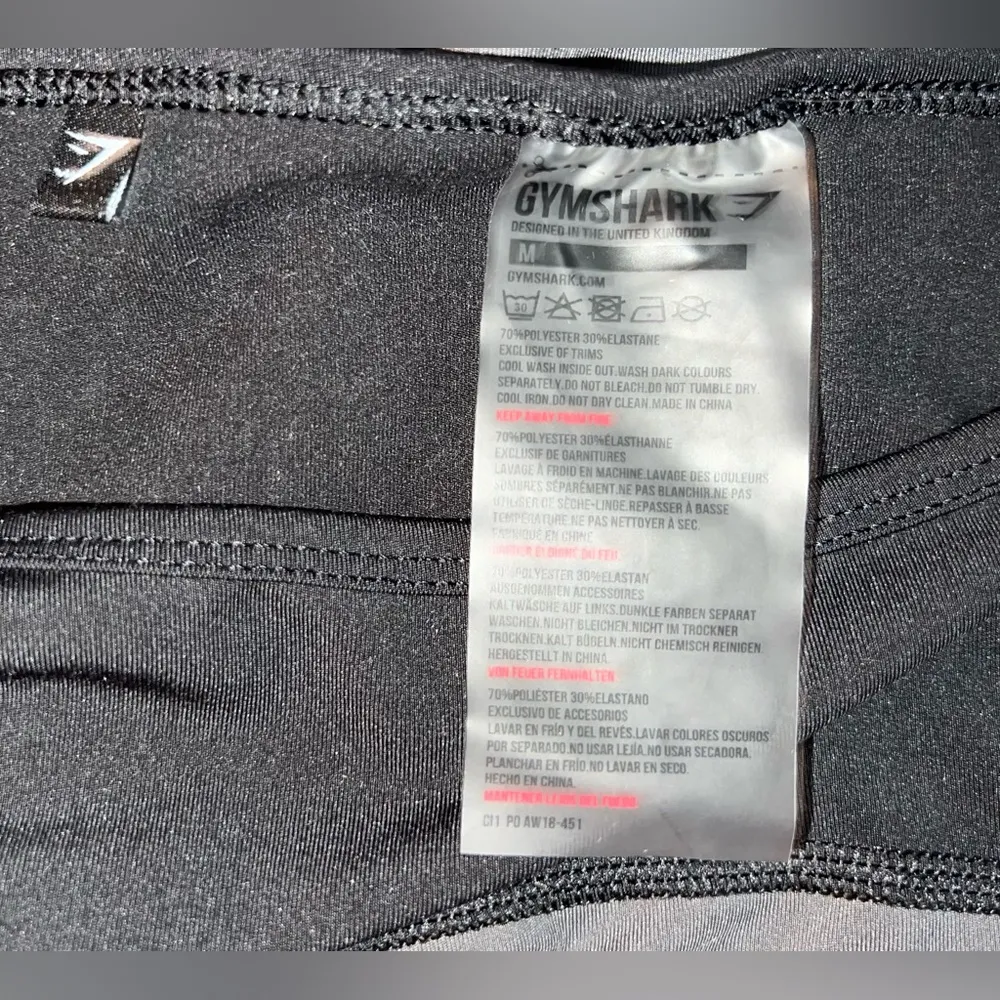 GYMSHARK
DESIGNED IN THE UNITED KINGDOM
M
GYMSHARK.COM
30
70%POLYESTER 30%ELASTANE
EXCLUSIVE OF TRIMS
COOL WASH INSIDE OUT.WASH DARK COLOURS
SEPARATELY.DO NOT BLEACH.DO NOT TUMBLE DRY.
COOL IRON.DO NOT DRY CLEAN.MADE IN CHINA
KEEP AWAY FROM FIRE
70%POLYESTER 30%ÉLASTHANNE
EXCLUSIF DE GARNITURES
LAVAGE À FROID EN MACHINE.LAVAGE DES COULEURS
SOMBRES SÉPARÉMENT.NE PAS BLANCHIR.NE PAS
UTILISER DE SÈCHE-LINGE.REPASSER À BASSE
TEMPÉRATURE.NE PAS NETTOYER À SEC.
FABRIQUÉ EN CHINE
ÉLOIGNÉ DU FEU
70%POLYESTER 30%ELASTAN
AUSGENOMMEN ACCESSOIRES
KALTWÄSCHE AUF LINKS.DUNKLE FARBEN SEPARAT
WASCHEN.NICHT BLEICHEN.NICHT IM TROCKNER
TROCKNEN.KALT BÜGELN.NICHT CHEMISCH REINIGEN.
HERGESTELLT IN CHINA.
VON FEUER FERNHALTEN
70%POLIÉSTER 30%ELASTANO
EXCLUSIVO DE ACCESORIOS
LAVAR EN FRÍO Y DEL REVÉS.LAVAR COLORES OSCUROS
POR SEPARADO.NO USAR LEJÍA.NO USAR SECADORA.
PLANCHAR EN FRÍO.NO LAVAR EN SECO.
HECHO EN CHINA.
MANTENER LEJOS DEL FUEGO
CI1 PO AW18-451